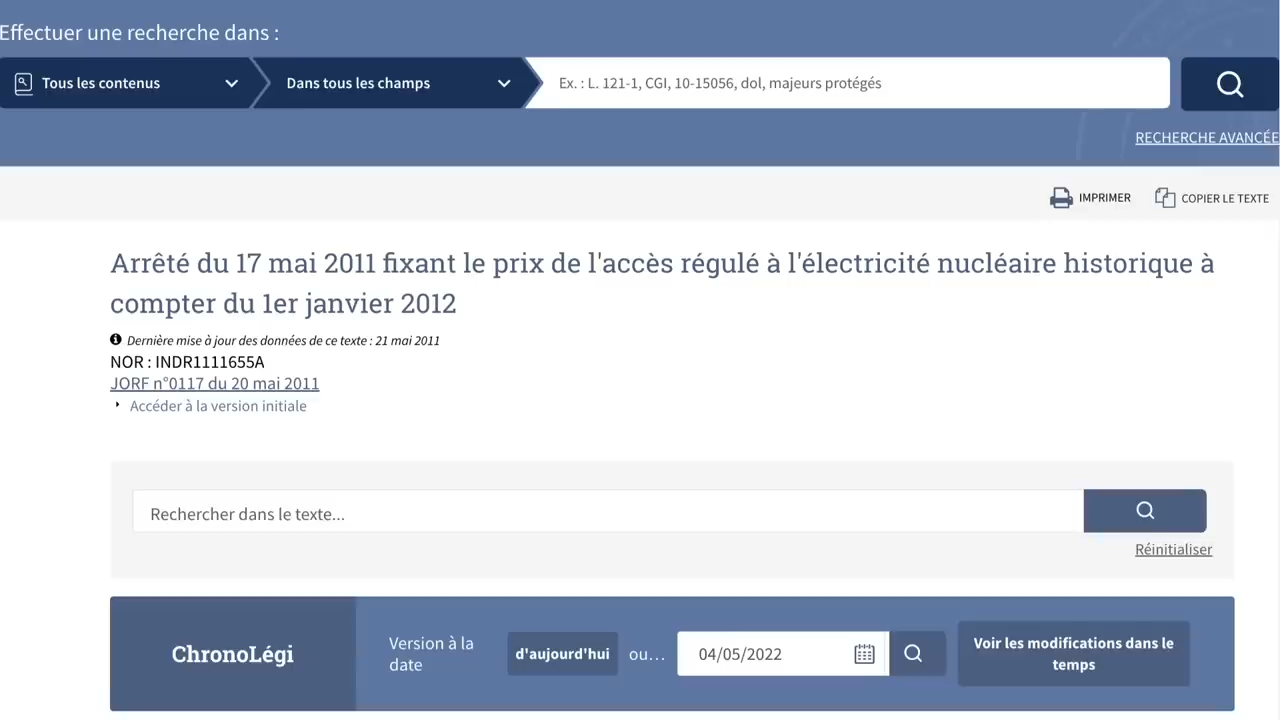 Effectuer une recherche dans :
Tous les contenus
Dans tous les champs
Ex. : L. 121-1, CGI, 10-15056, dol, majeurs protégés
RECHERCHE AVANCÉE
IMPRIMER
COPIER LE TEXTE
Arrêté du 17 mai 2011 fixant le prix de l'accès régulé à l'électricité nucléaire historique à
compter du 1er janvier 2012
Dernière mise à jour des données de ce texte : 21 mai 2011
NOR : INDR1111655A
JORF n°0117 du 20 mai 2011
Accéder à la version initiale
Rechercher dans le texte...
Réinitialiser
ChronoLégi
Version à la
date
d'aujourd'hui
ou…
04/05/2022
Voir les modifications dans le
temps